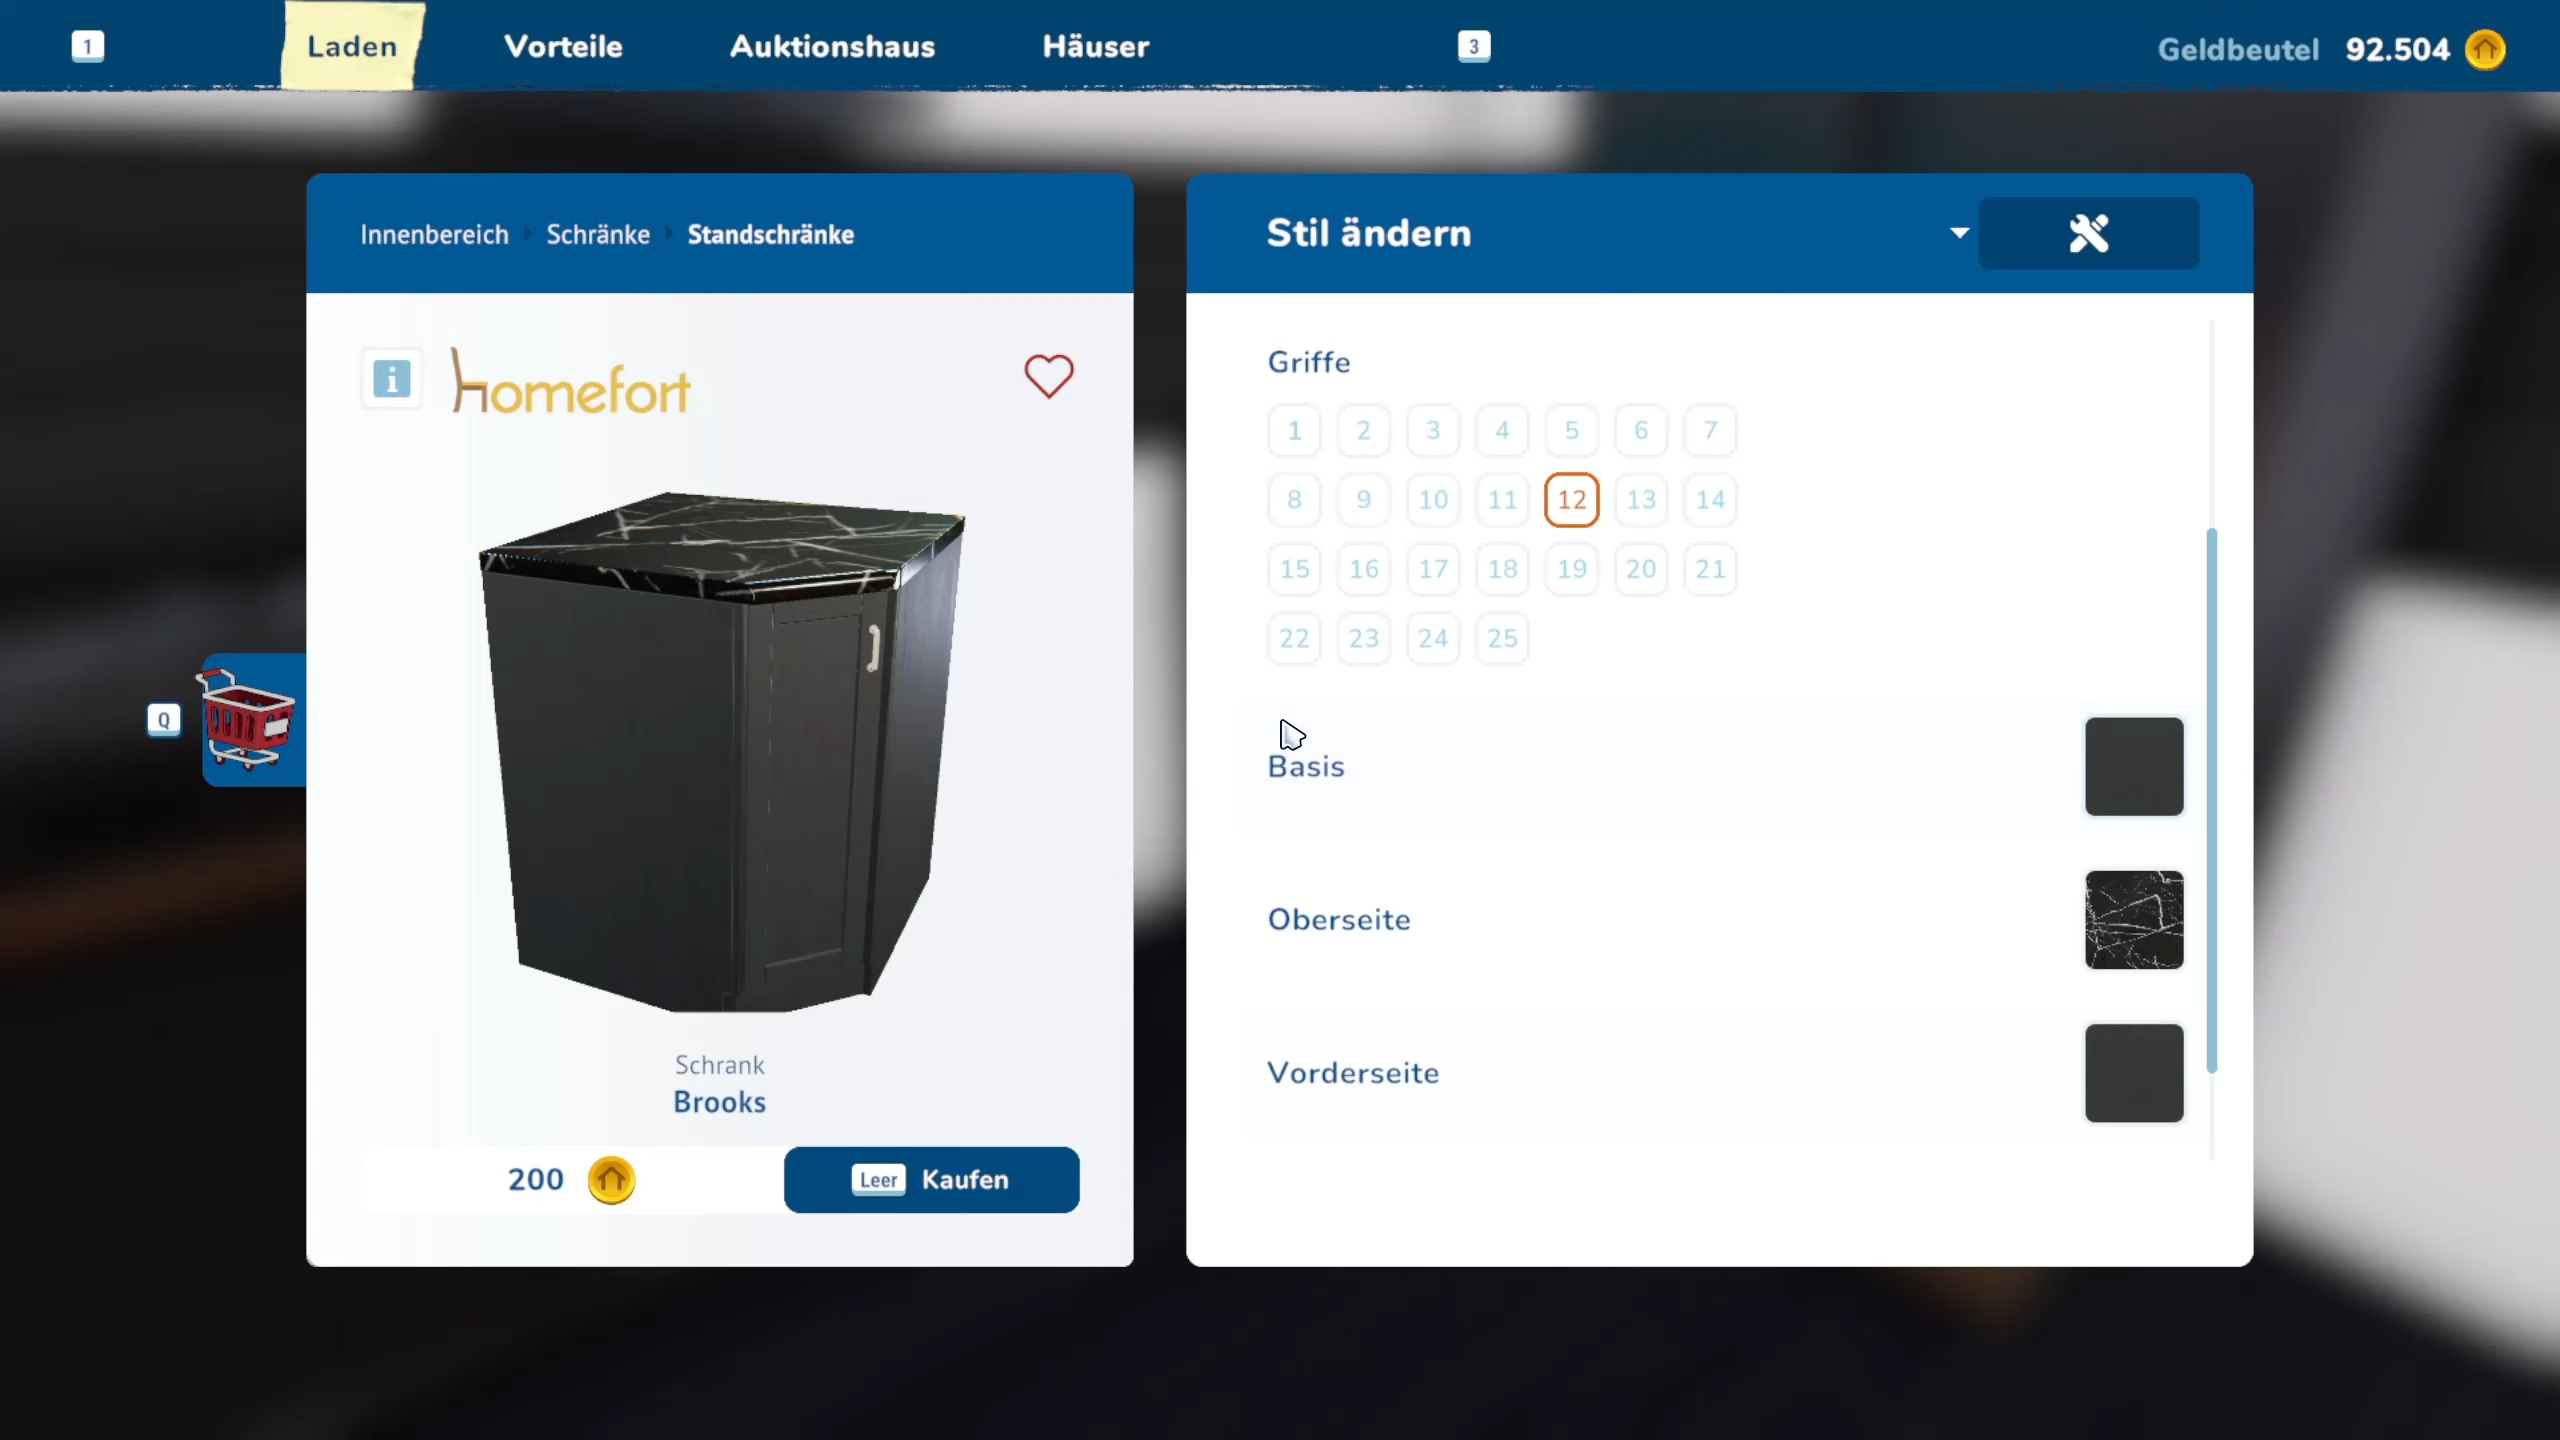 1
Laden
Vorteile
Auktionshaus
Häuser
3
Geldbeutel 92.504
Innenbereich Schränke Standschränke
i
homefort
Q
Schrank
Brooks
200
Leer Kaufen
Stil ändern
Griffe
1 2 3 4 5 6 7
8 9 10 11 12 13 14
15 16 17 18 19 20 21
22 23 24 25
Basis
Oberseite
Vorderseite